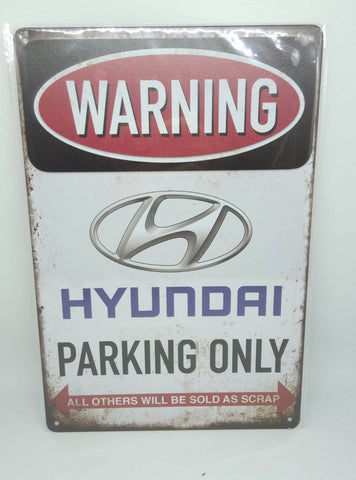 WARNING
HYUNDAI
PARKING ONLY
ALL OTHERS WILL BE SOLD AS SCRAP